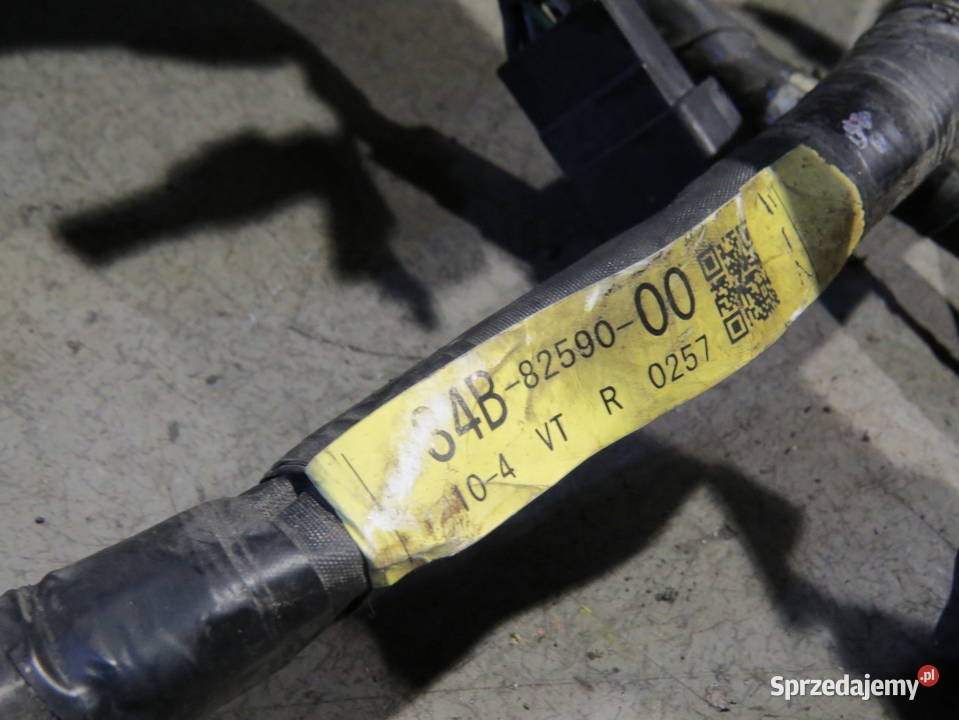 34B-82590-00
10-4 VT R 0257
Sprzedajemy.pl